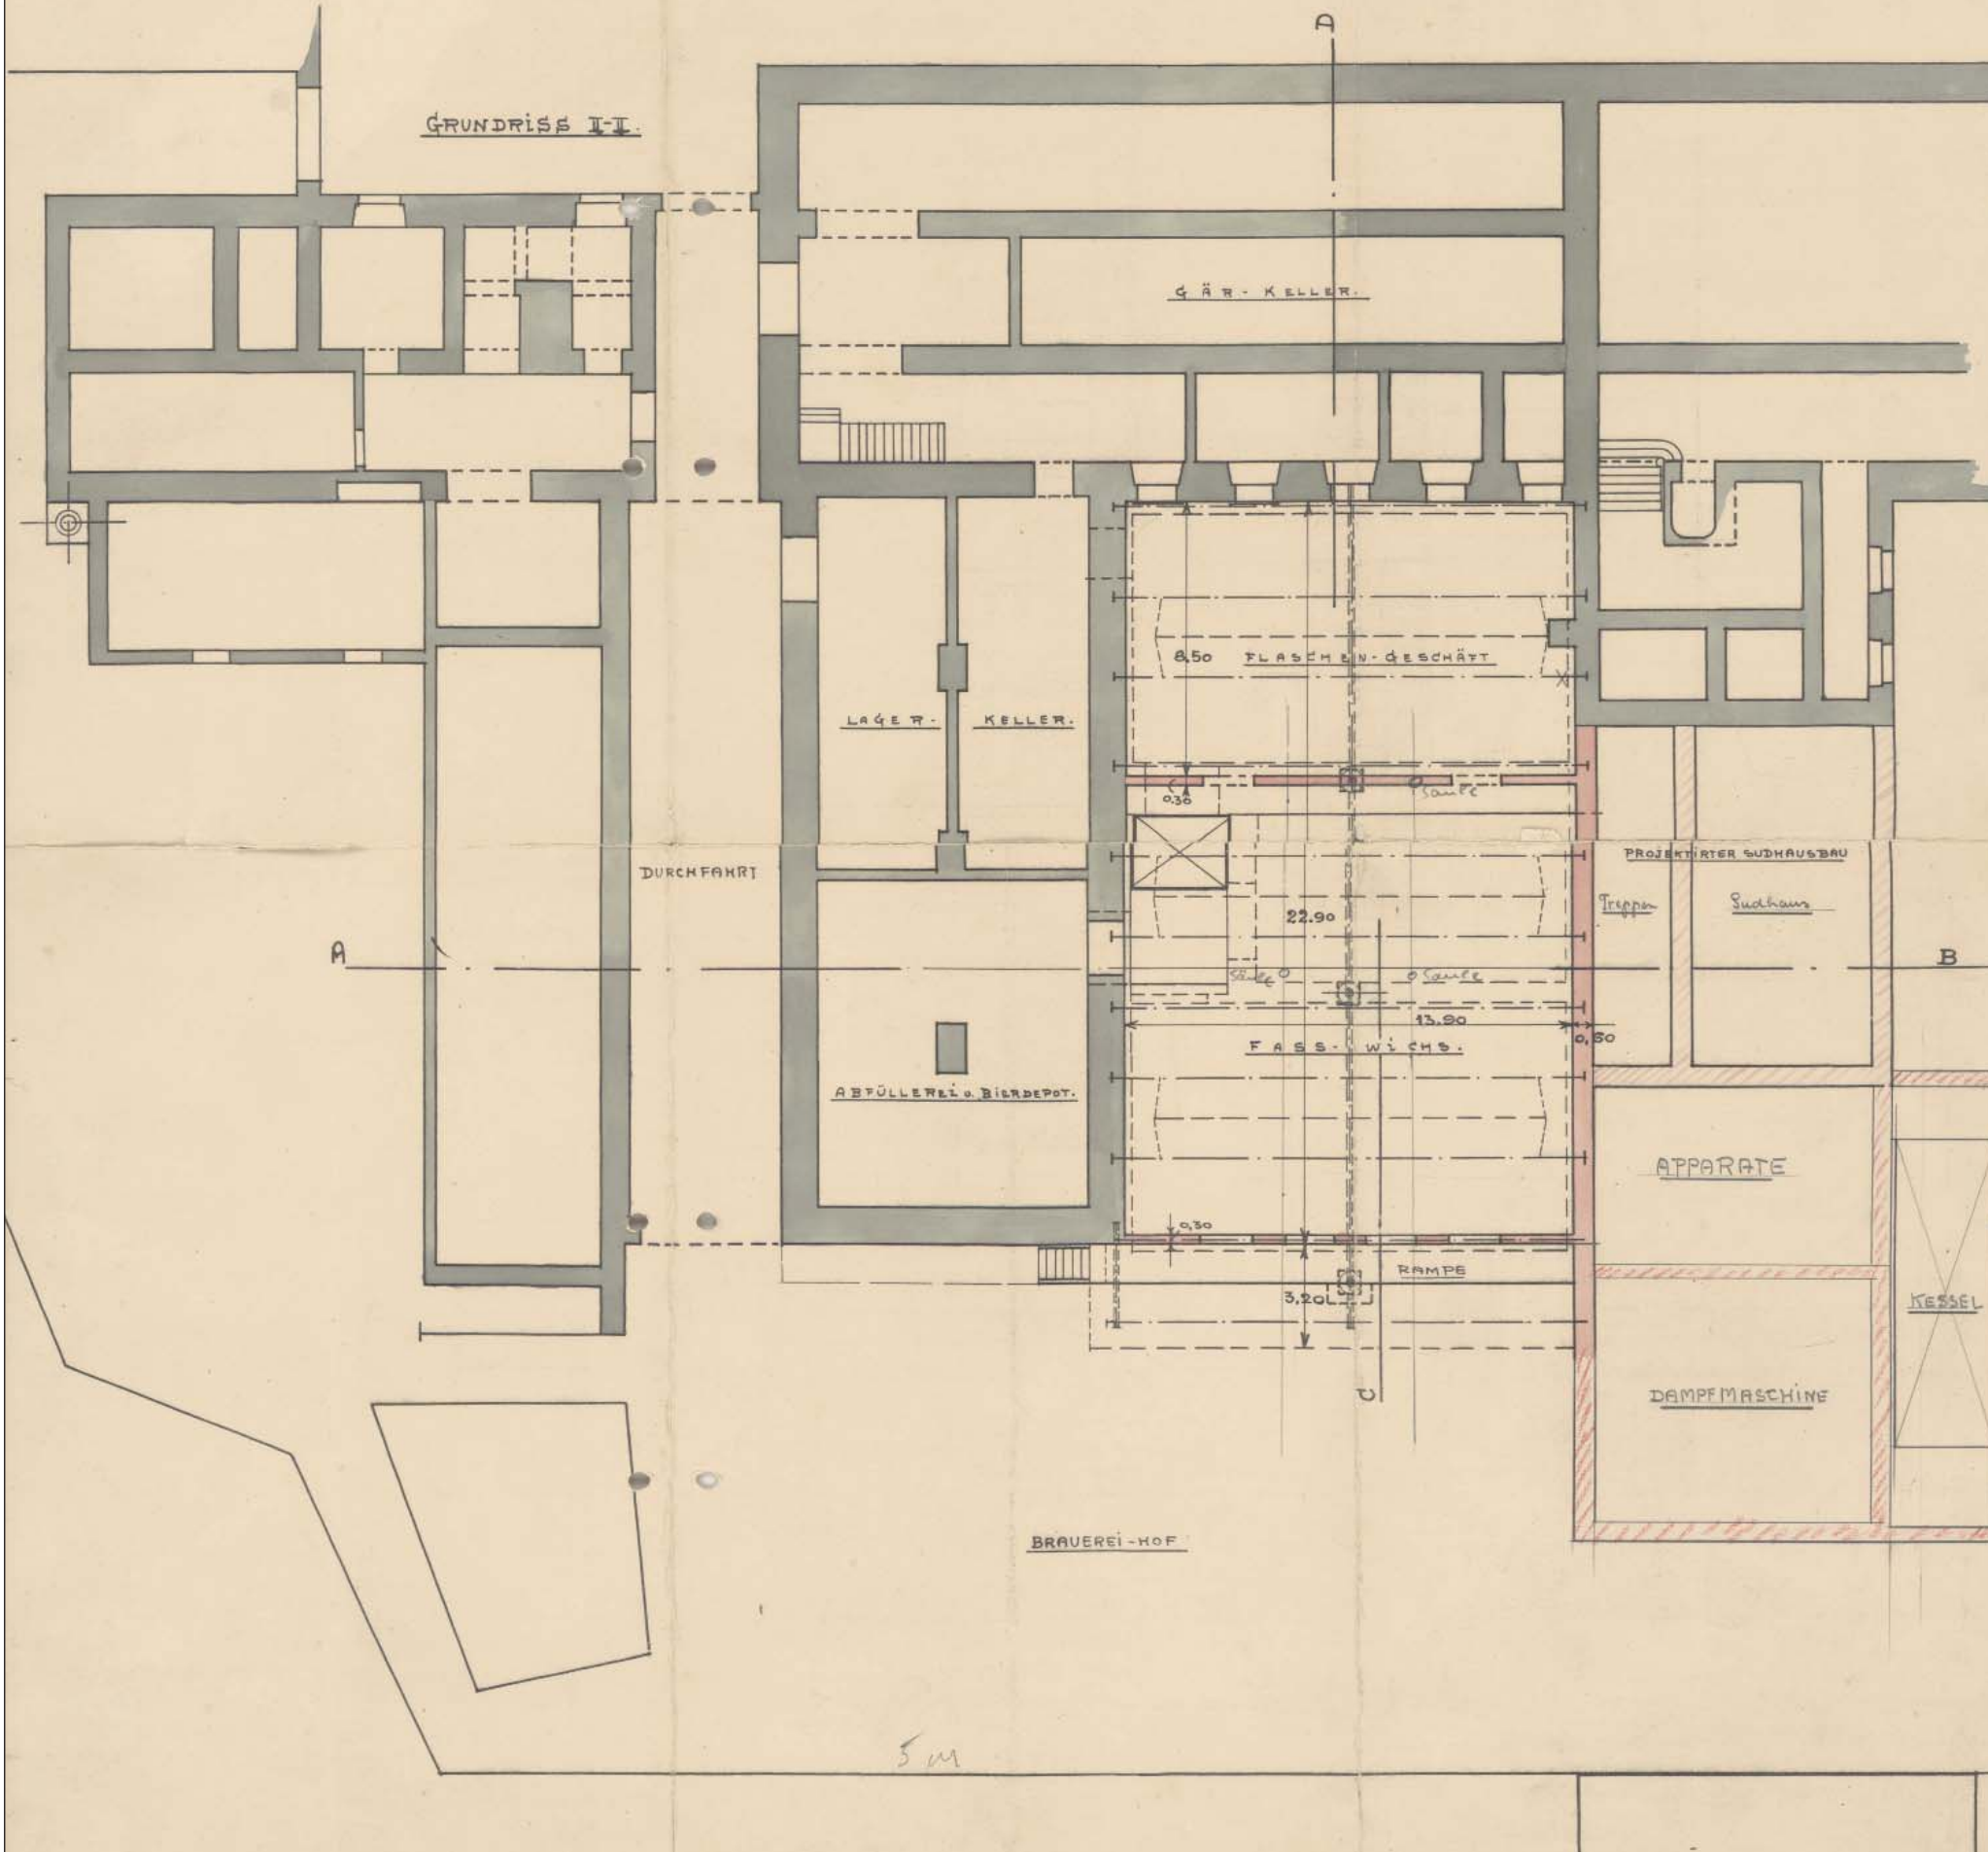 D
GRUNDRISS II-II.
GÄR-KELLER.
8,50 FLASCHEN-GESCHÄFT
X
LAGER-KELLER.
0.30
Säule
PROJEKTIRTER SUDHAUSBAU
DURCHFAHRT
Treppen
Sudhaus
22.90
A
B
Säule
Säule
13.90
0,50
FASS-WICHS.
ABFÜLLEREI u. BIERDEPOT.
APPARATE
0,30
RAMPE
3,20
KESSEL
C
DAMPFMASCHINE
BRAUEREI-HOF
5 m